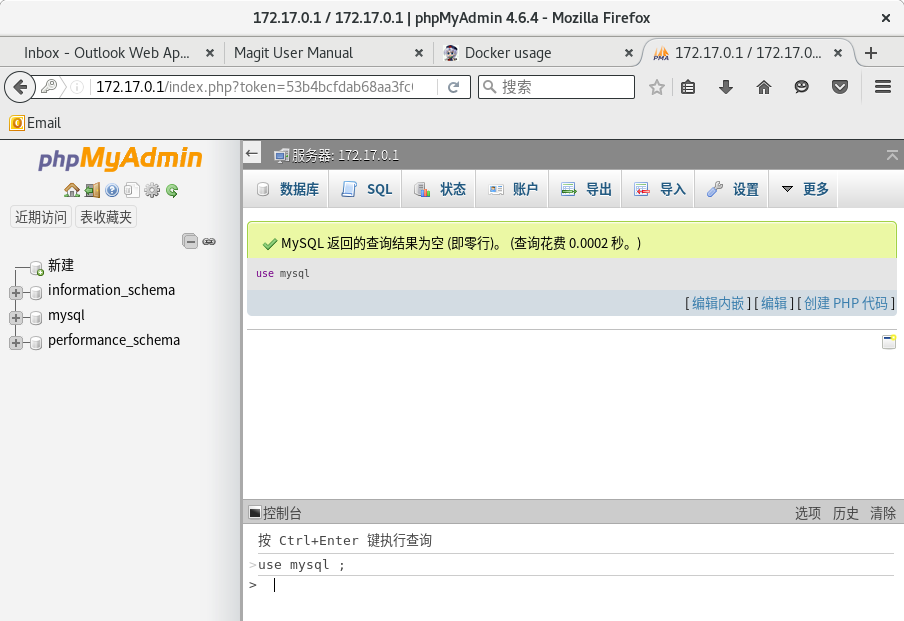 172.17.0.1 / 172.17.0.1 | phpMyAdmin 4.6.4 - Mozilla Firefox
Inbox - Outlook Web Ap...
Magit User Manual
Docker usage
172.17.0.1 / 172.17.0...
172.17.0.1/index.php?token=53b4bcfdab68aa3fc
搜索
Email
phpMyAdmin
近期访问
表收藏夹
新建
information_schema
mysql
performance_schema
服务器: 172.17.0.1
数据库
SQL
状态
账户
导出
导入
设置
更多
MySQL 返回的查询结果为空 (即零行)。 (查询花费 0.0002 秒。)
use mysql
[ 编辑内嵌 ] [ 编辑 ] [ 创建 PHP 代码 ]
控制台
选项
历史
清除
按 Ctrl+Enter 键执行查询
>use mysql ;
>